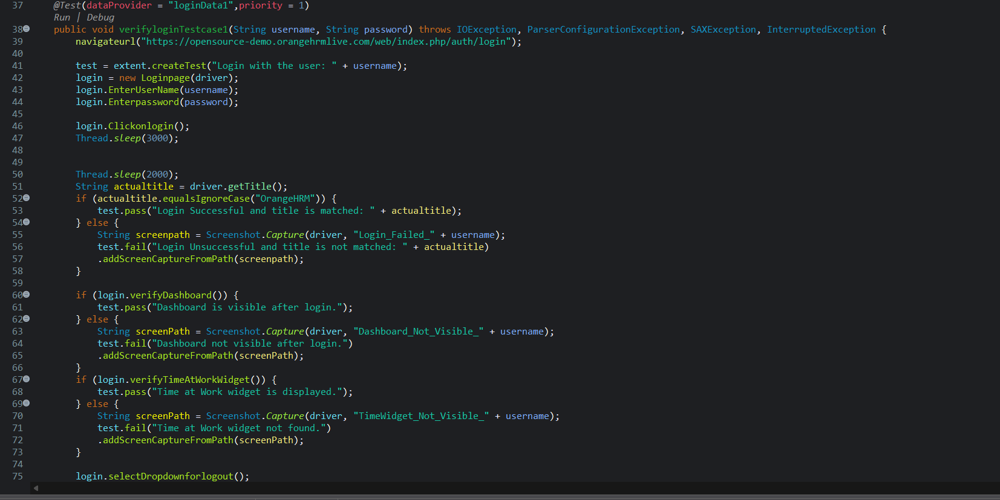 37 @Test(dataProvider = "loginData1",priority = 1)
Run | Debug
38 public void verifyloginTestcase1(String username, String password) throws IOException, ParserConfigurationException, SAXException, InterruptedException {
39 navigateurl("https://opensource-demo.orangehrmlive.com/web/index.php/auth/login");
40
41 test = extent.createTest("Login with the user: " + username);
42 login = new Loginpage(driver);
43 login.EnterUserName(username);
44 login.Enterpassword(password);
45
46 login.Clickonlogin();
47 Thread.sleep(3000);
48
49
50 Thread.sleep(2000);
51 String actualtitle = driver.getTitle();
52 if (actualtitle.equalsIgnoreCase("OrangeHRM")) {
53 test.pass("Login Successful and title is matched: " + actualtitle);
54 } else {
55 String screenpath = Screenshot.Capture(driver, "Login_Failed_" + username);
56 test.fail("Login Unsuccessful and title is not matched: " + actualtitle)
57 .addScreenCaptureFromPath(screenpath);
58 }
59
60 if (login.verifyDashboard()) {
61 test.pass("Dashboard is visible after login.");
62 } else {
63 String screenPath = Screenshot.Capture(driver, "Dashboard_Not_Visible_" + username);
64 test.fail("Dashboard not visible after login.")
65 .addScreenCaptureFromPath(screenPath);
66 }
67 if (login.verifyTimeAtWorkWidget()) {
68 test.pass("Time at Work widget is displayed.");
69 } else {
70 String screenPath = Screenshot.Capture(driver, "TimeWidget_Not_Visible_" + username);
71 test.fail("Time at Work widget not found.")
72 .addScreenCaptureFromPath(screenPath);
73 }
74
75 login.selectDropdownforlogout();